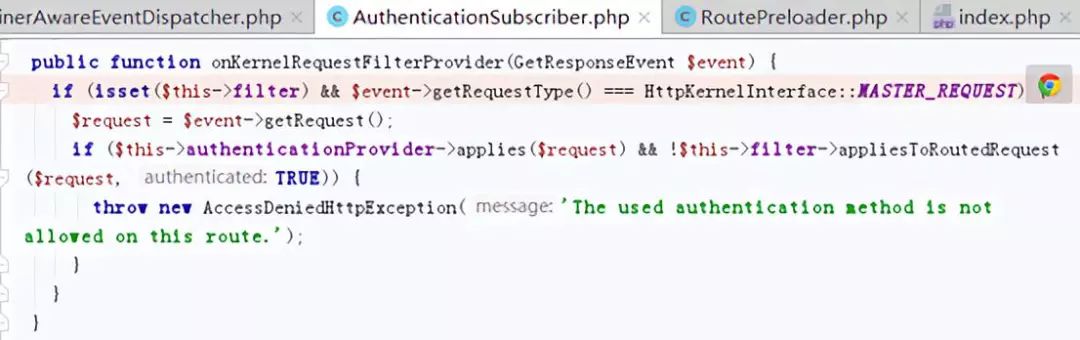 inerAwareEventDispatcher.php × AuthenticationSubscriber.php × RoutePreloader.php × index.php ×
public function onKernelRequestFilterProvider(GetResponseEvent $event) {
if (isset($this->filter) && $event->getRequestType() === HttpKernelInterface::MASTER_REQUEST)
$request = $event->getRequest();
if ($this->authenticationProvider->applies($request) && !$this->filter->appliesToRoutedRequest
($request, authenticated: TRUE)) {
throw new AccessDeniedHttpException( message: 'The used authentication method is not
allowed on this route.');
}
}
}